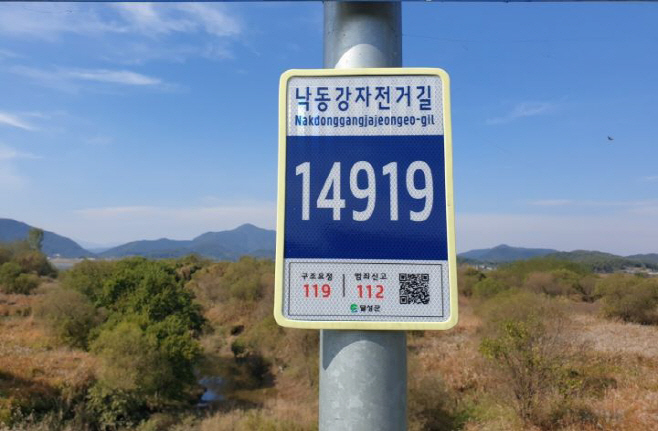 낙동강자전거길
Nakdonggangjajeongeo-gil
14919
구조요청 범죄신고
119 112
달성군